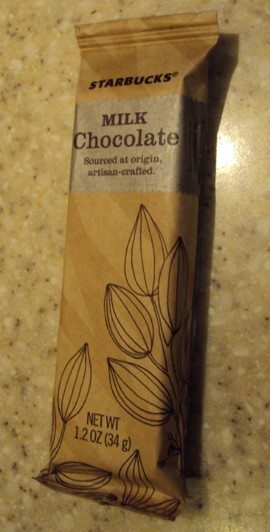 STARBUCKS®
MILK
Chocolate
Sourced at origin,
artisan-crafted.
NET WT
1.2 OZ (34 g)